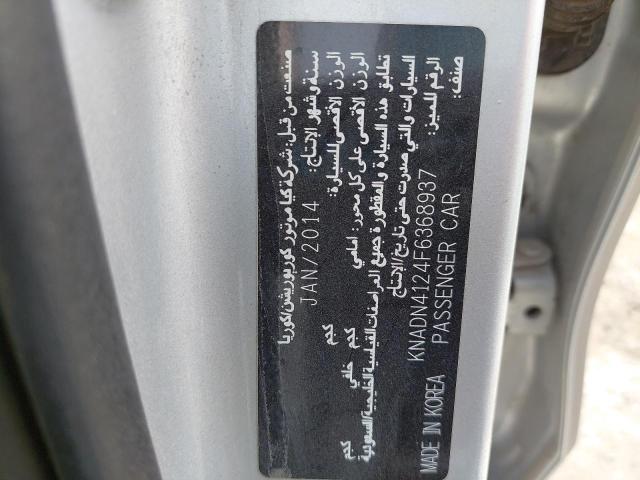 صنعت من قبل: شركة كيا موتور كوربوريشن/كوريا
سنة وشهر الإنتاج: JAN/2014
الوزن الأقصى للسيارة: كجم
الوزن الأقصى على كل محور: أمامي كجم خلفي كجم
تطابق هذه السيارة والمقطورة جميع المواصفات القياسية الخليجية/السعودية
السيارات والتي صدرت حتى تاريخ/الإنتاج
الرقم المميز: KNADN4124F6368937
صنف: PASSENGER CAR
MADE IN KOREA